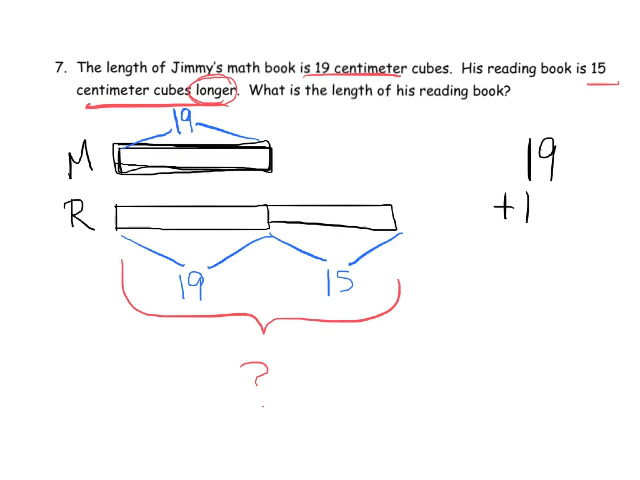 7. The length of Jimmy's math book is 19 centimeter cubes. His reading book is 15
centimeter cubes longer. What is the length of his reading book?
19
M
19
R
+1
19 15
?